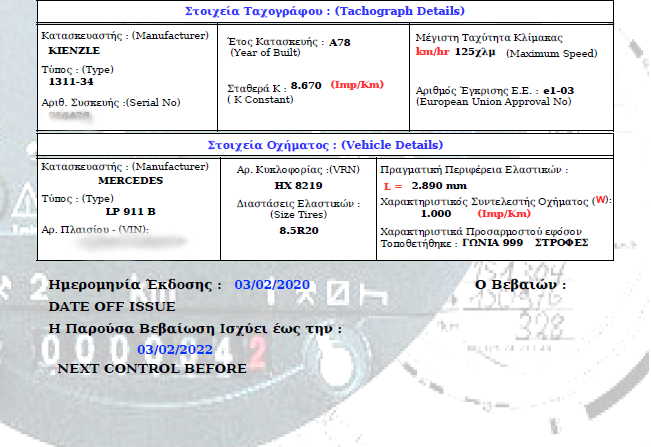 Στοιχεία Ταχογράφου : (Tachograph Details)
Κατασκευαστής : (Manufacturer)
KIENZLE
Τύπος : (Type)
1311-34
Αριθ. Συσκευής :(Serial No)
Έτος Κατασκευής : A78
(Year of Built)
Σταθερά Κ : 8.670 (Imp/Km)
( K Constant)
Μέγιστη Ταχύτητα Κλίμακας
km/hr 125χλμ (Maximum Speed)
Αριθμός Έγκρισης Ε.Ε. : e1-03
(European Union Approval No)
Στοιχεία Οχήματος : (Vehicle Details)
Κατασκευαστής : (Manufacturer)
MERCEDES
Τύπος : (Type)
LP 911 B
Αρ. Πλαισίου - (VIN):
Αρ. Κυκλοφορίας :(VRN)
HX 8219
Διαστάσεις Ελαστικών :
(Size Tires)
8.5R20
Πραγματική Περιφέρεια Ελαστικών :
L = 2.890 mm
Χαρακτηριστικός Συντελεστής Οχήματος (W):
1.000 (Imp/Km)
Χαρακτηριστικά Προσαρμοστού εφόσον
Τοποθετήθηκε : ΓΩΝΙΑ 999 ΣΤΡΟΦΕΣ
Ημερομηνία Έκδοσης : 03/02/2020
Ο Βεβαιών :
DATE OFF ISSUE
Η Παρούσα Βεβαίωση Ισχύει έως την :
03/02/2022
NEXT CONTROL BEFORE
km
0000042
328